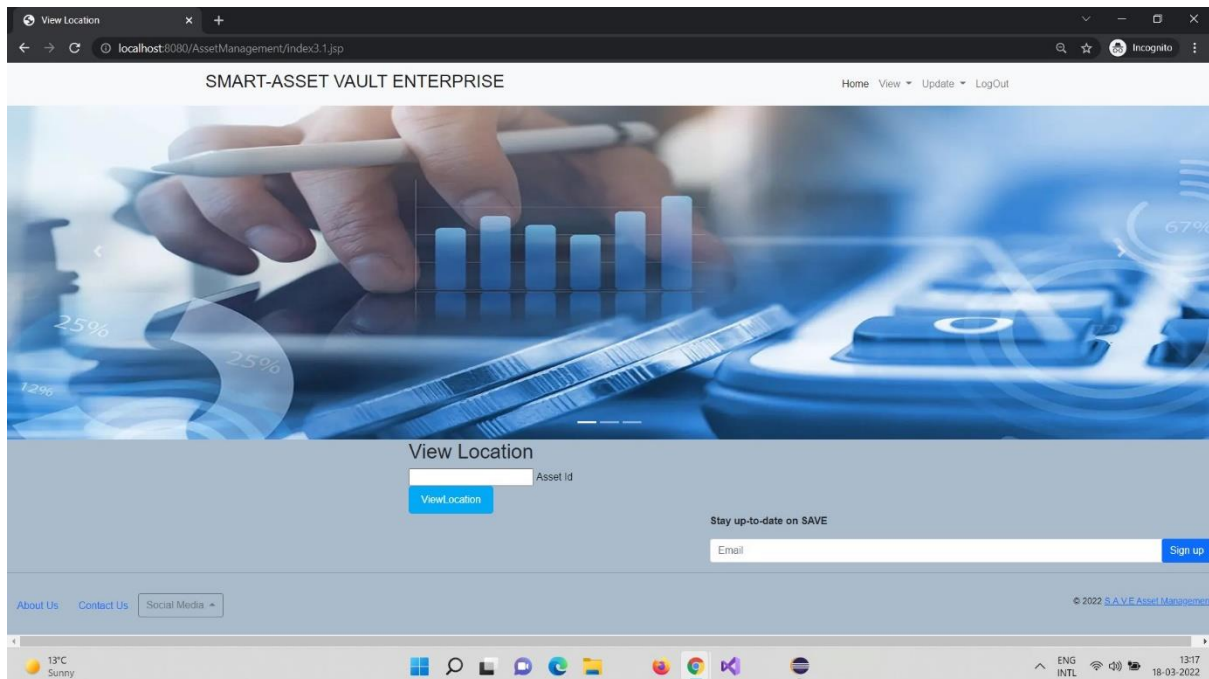 View Location
localhost:8080/AssetManagement/index3.1.jsp
Incognito
SMART-ASSET VAULT ENTERPRISE
Home View Update LogOut
67%
25%
25%
12%
View Location
Asset Id
ViewLocation
Stay up-to-date on SAVE
Email
Sign up
About Us Contact Us Social Media
© 2022 S.A.V.E Asset Managemen
13°C
Sunny
ENG
INTL
13:17
18-03-2022